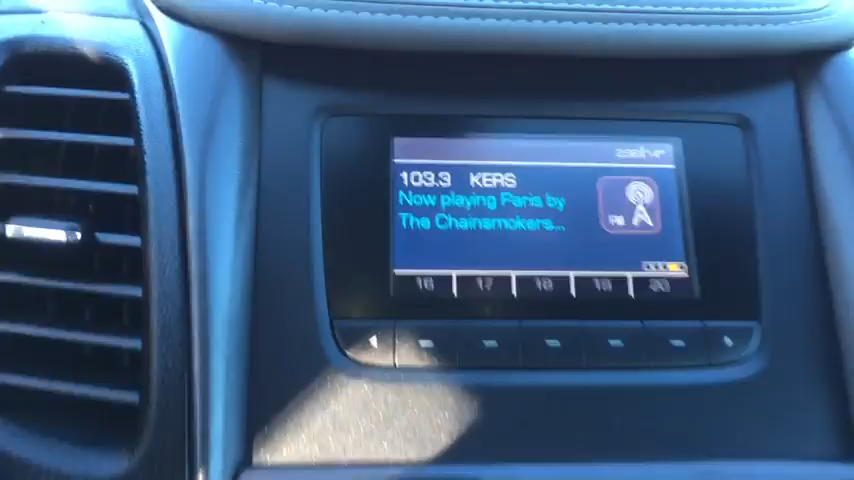 103.3 KERS
Now playing Paris by
The Chainsmokers...
FM
16 17 18 19 20